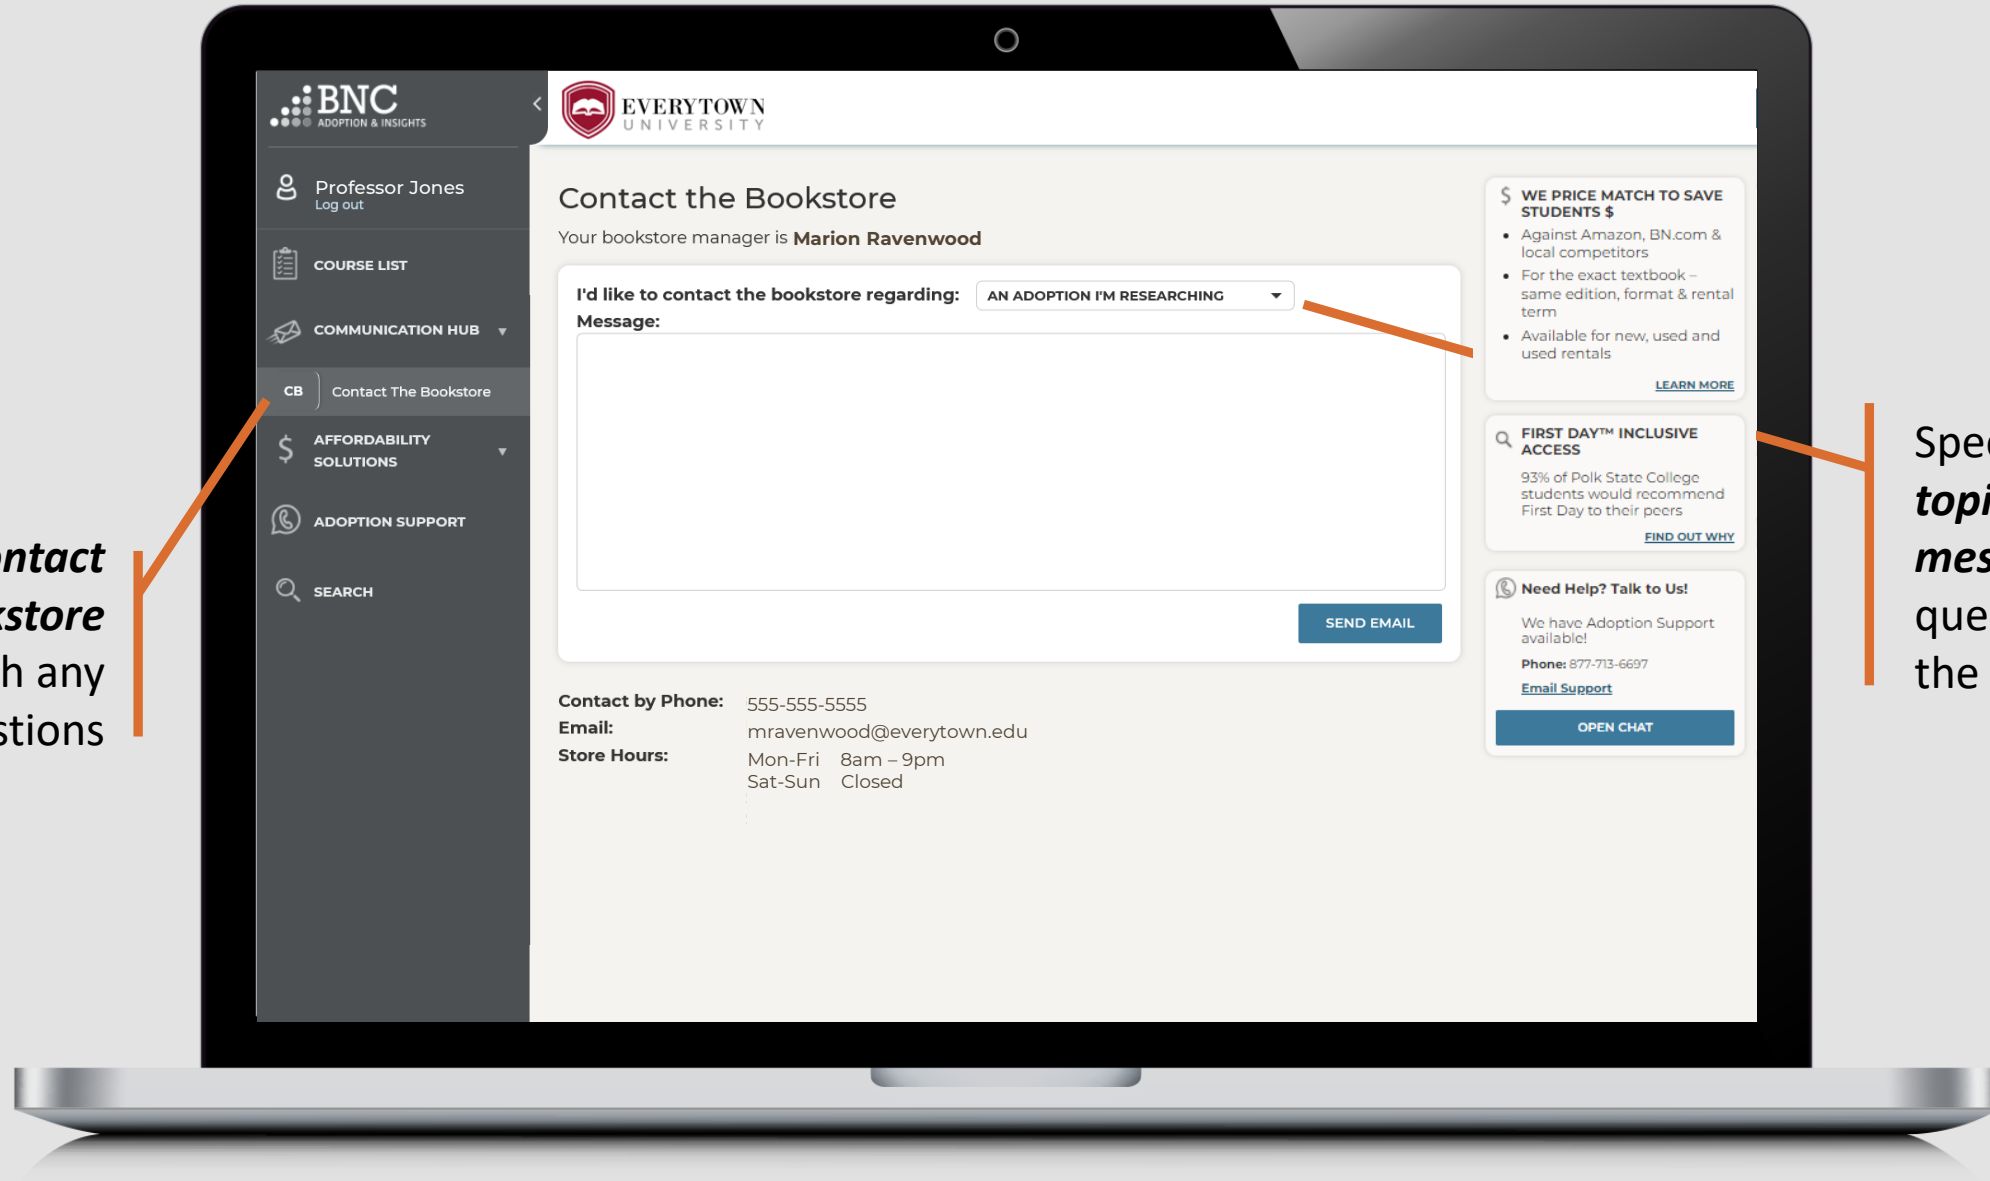 BNC
ADOPTION & INSIGHTS
EVERYTOWN
UNIVERSITY
Professor Jones
Log out
COURSE LIST
COMMUNICATION HUB
CB Contact The Bookstore
AFFORDABILITY
SOLUTIONS
ADOPTION SUPPORT
SEARCH
Contact the Bookstore
Your bookstore manager is Marion Ravenwood
I'd like to contact the bookstore regarding: AN ADOPTION I'M RESEARCHING
Message:
SEND EMAIL
Contact by Phone: 555-555-5555
Email: mravenwood@everytown.edu
Store Hours: Mon-Fri 8am – 9pm
Sat-Sun Closed
$ WE PRICE MATCH TO SAVE
STUDENTS $
• Against Amazon, BN.com &
local competitors
• For the exact textbook –
same edition, format & rental
term
• Available for new, used and
used rentals
LEARN MORE
FIRST DAY™ INCLUSIVE
ACCESS
93% of Polk State College
students would recommend
First Day to their peers
FIND OUT WHY
Need Help? Talk to Us!
We have Adoption Support
available!
Phone: 877-713-6697
Email Support
OPEN CHAT
ntact
kstore
h any
stions
Spe
topi
mes
que
the